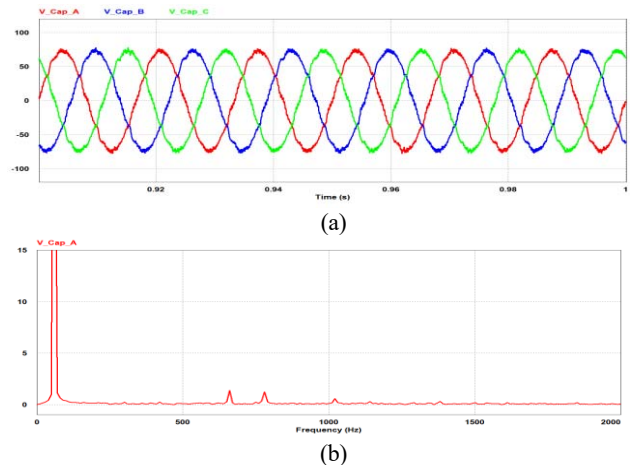 V_Cap_A V_Cap_B V_Cap_C
100
50
0
-50
-100
0.92 0.94 0.96 0.98 1
Time (s)
(a)
V_Cap_A
15
10
5
0
0 500 1000 1500 2000
Frequency (Hz)
(b)